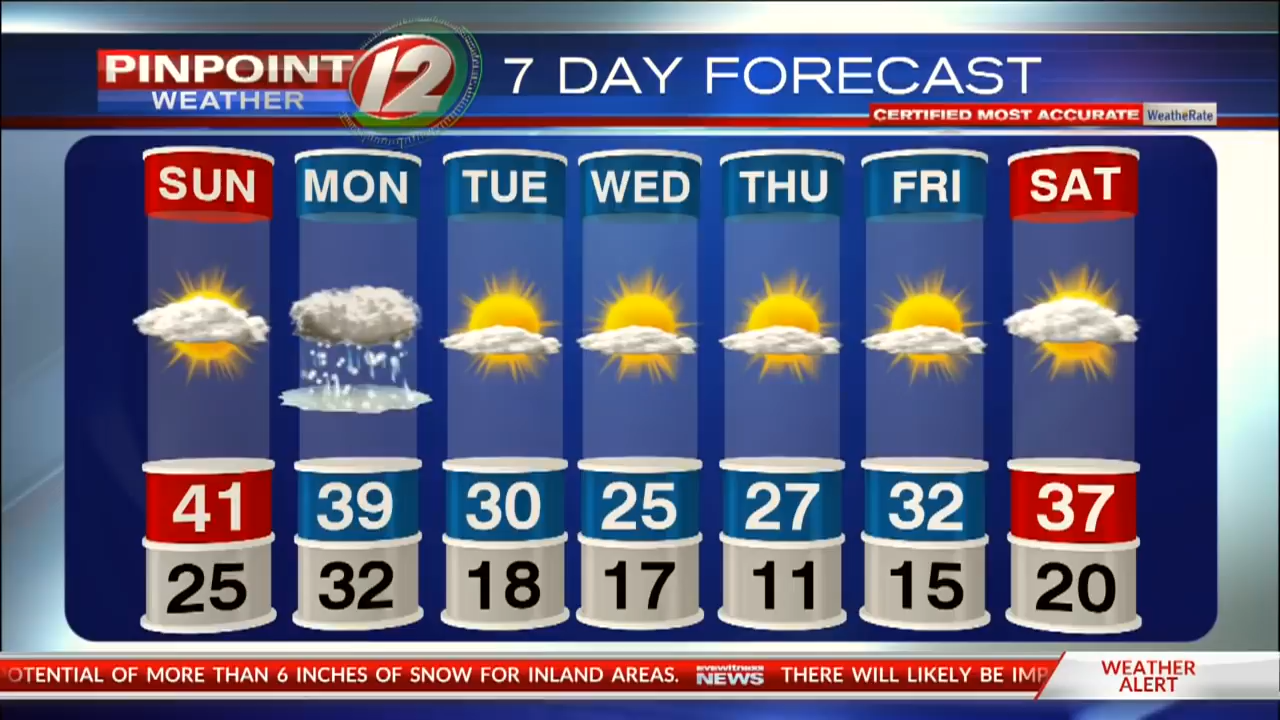 PINPOINT 12 7 DAY FORECAST
WEATHER
CERTIFIED MOST ACCURATE WeatheRate
SUN MON TUE WED THU FRI SAT
41 39 30 25 27 32 37
25 32 18 17 11 15 20
OTENTIAL OF MORE THAN 6 INCHES OF SNOW FOR INLAND AREAS. EYEWITNESS NEWS THERE WILL LIKELY BE IMP
WEATHER
ALERT